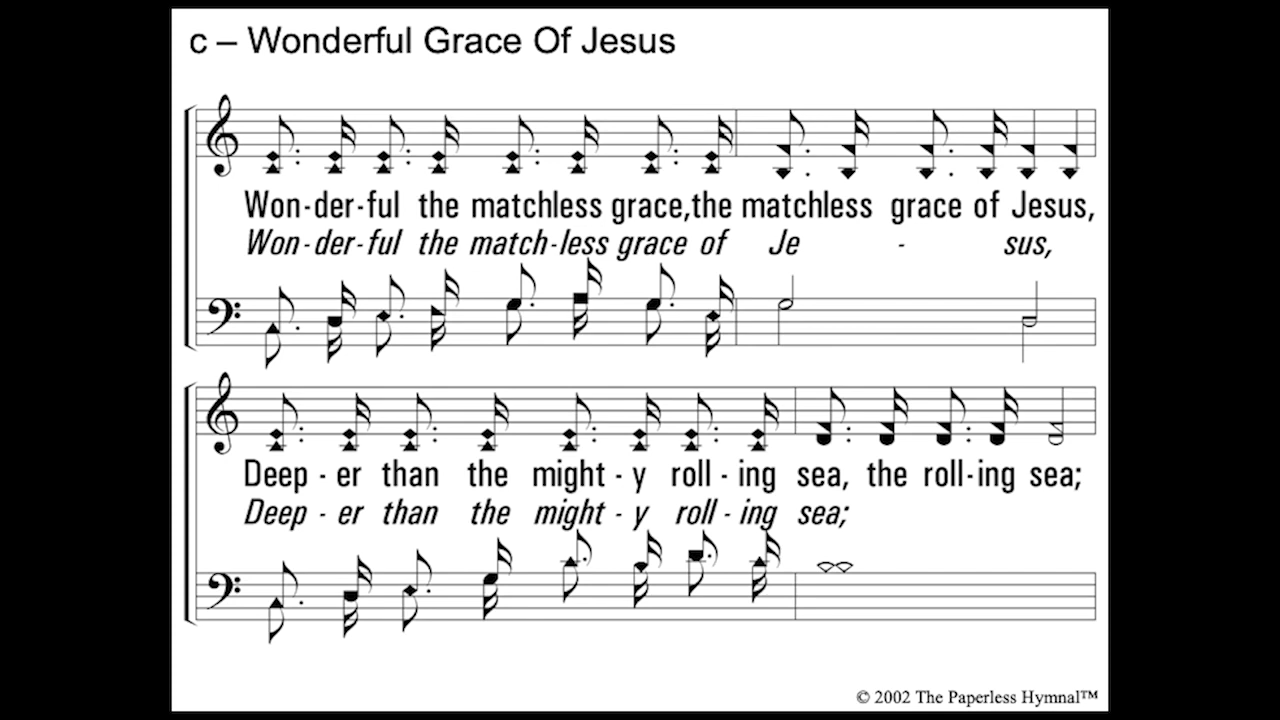 c – Wonderful Grace Of Jesus
Won-der-ful the matchless grace,the matchless grace of Jesus,
Won-der-ful the match-less grace of Je - sus,
Deep - er than the might-y roll - ing sea, the roll-ing sea;
Deep - er than the might - y roll - ing sea;
© 2002 The Paperless Hymnal™